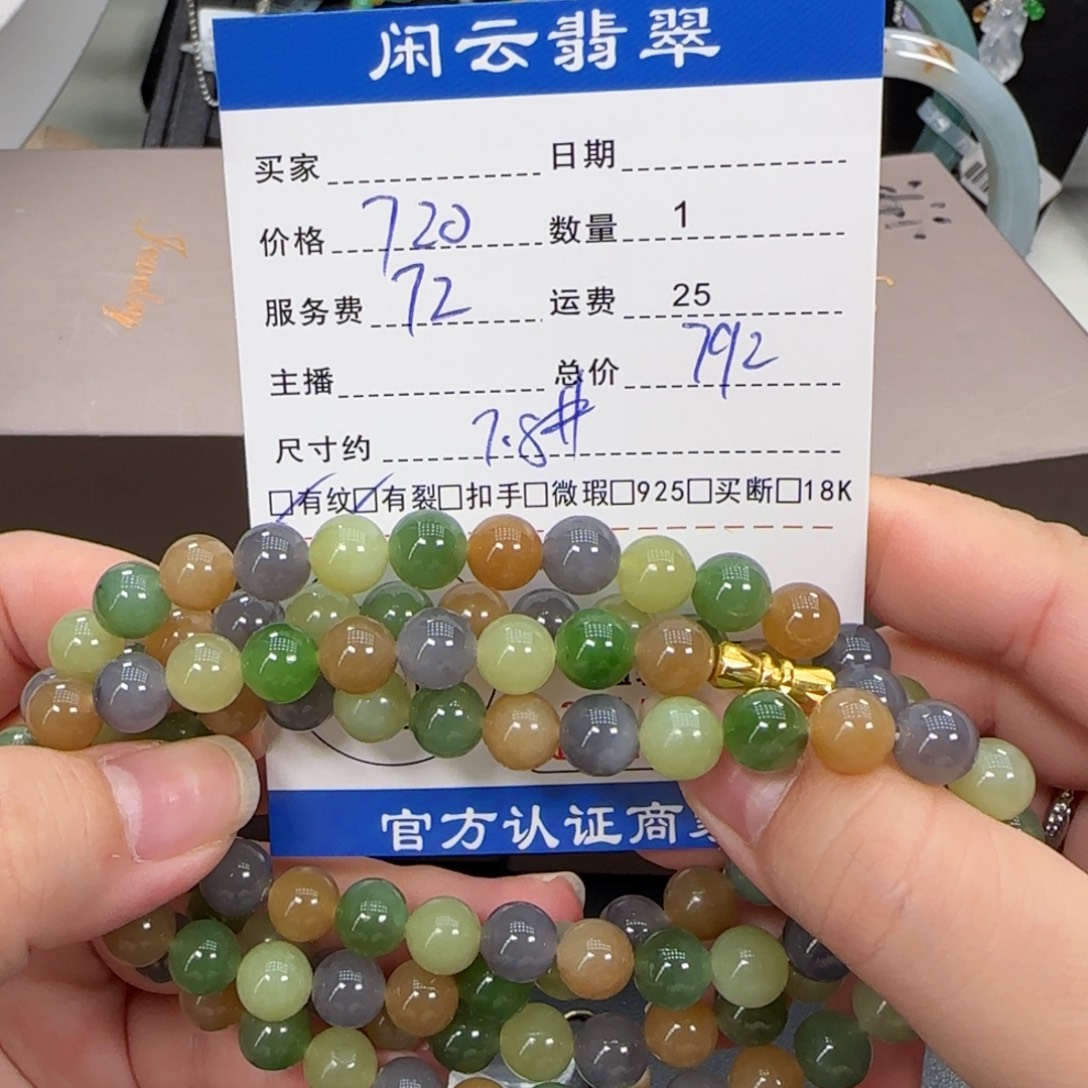 闲云翡翠
买家 日期
价格 720 数量 1
服务费 72 运费 25
主播 总价 792
尺寸约 7.8#
□有纹□有裂□扣手□微瑕□925□买断□18K
官方认证商